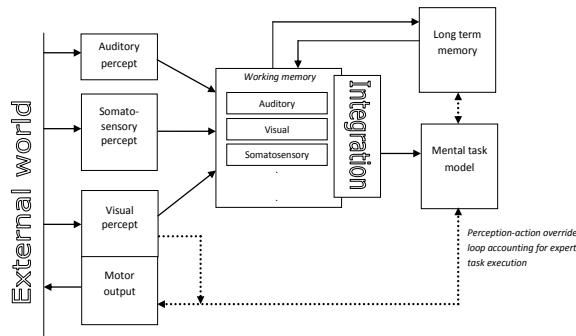 External world
Auditory
percept
Somato-
sensory
percept
Visual
percept
Motor
output
Working memory
Auditory
Visual
Somatosensory
.
.
Integration
Long term
memory
Mental task
model
Perception-action override
loop accounting for expert
task execution